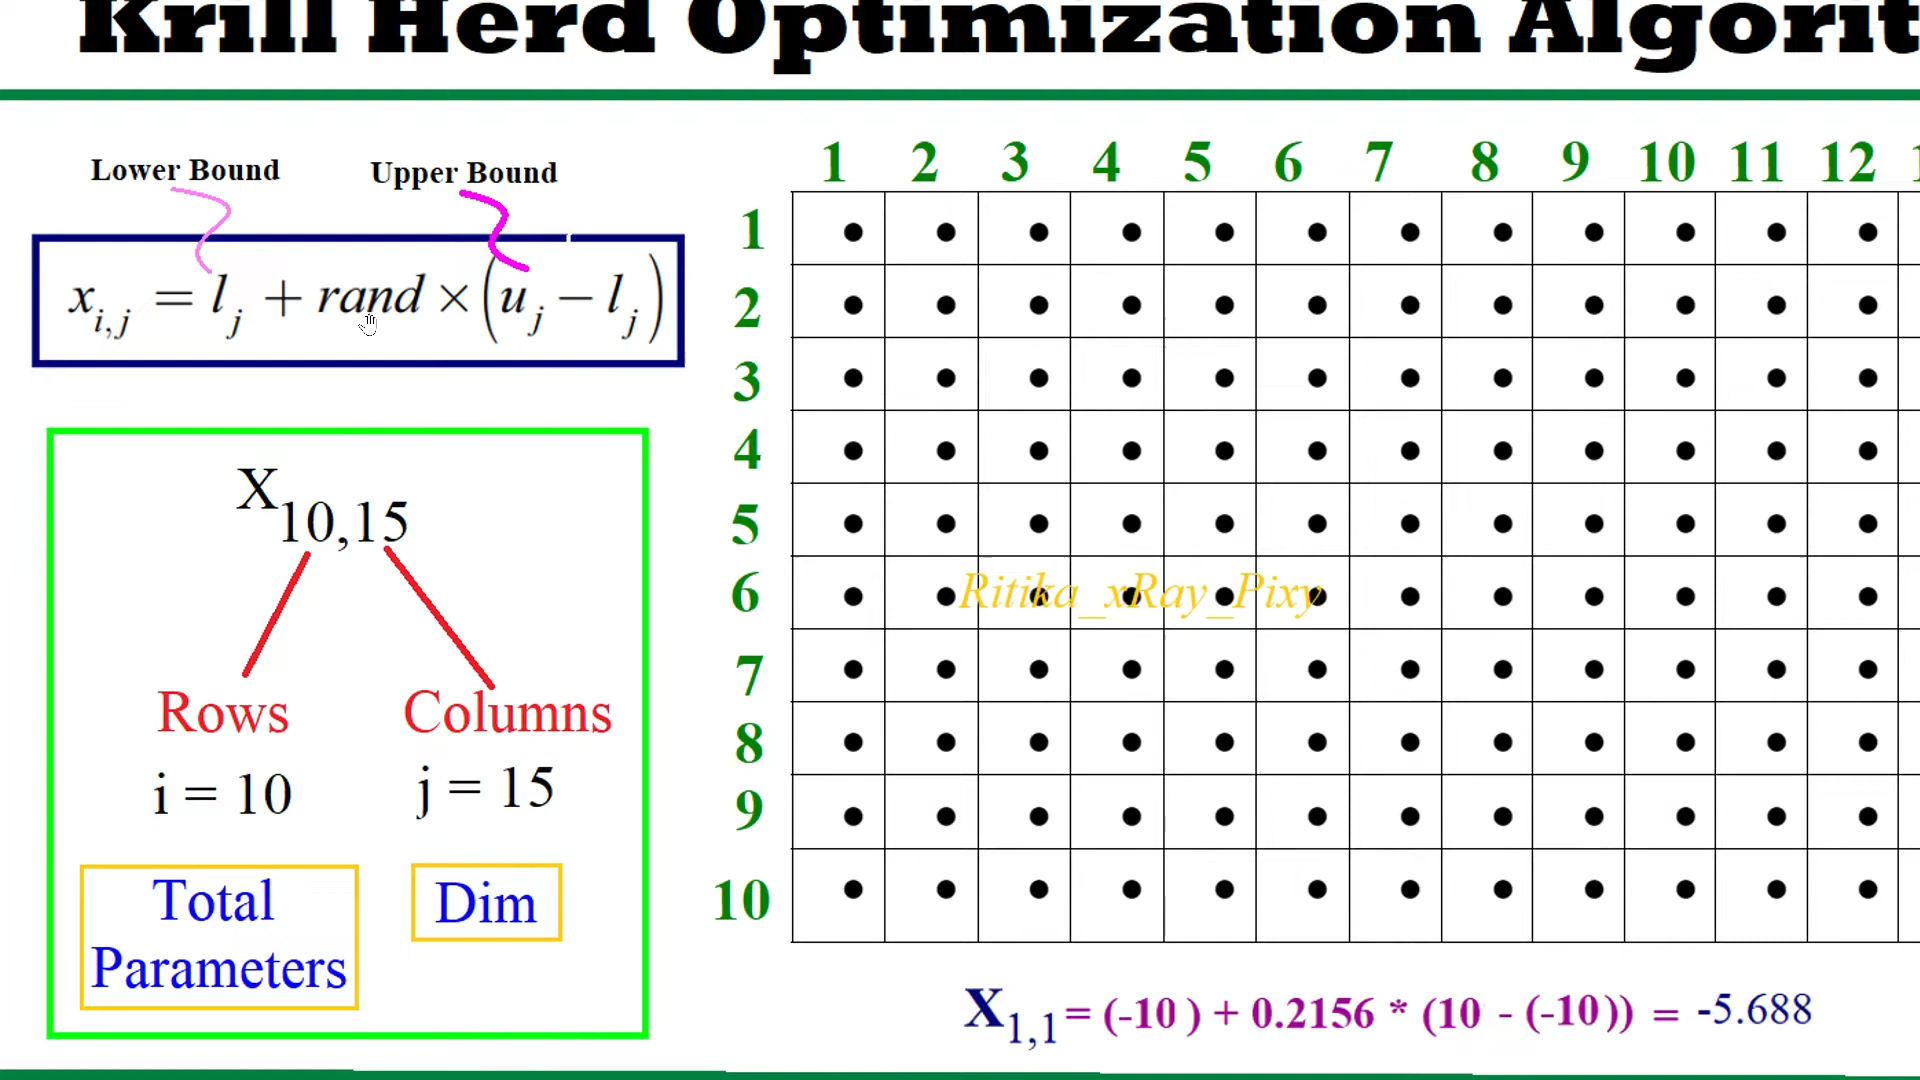 Krill Herd Optimization Algorit
Lower Bound
Upper Bound
x_{i,j} = l_j + rand × (u_j − l_j)
X_{10,15}
Rows
Columns
i = 10
j = 15
Total
Parameters
Dim
1 2 3 4 5 6 7 8 9 10 11 12 1
1
2
3
4
5
6
Ritika_xRay_Pixy
7
8
9
10
X_{1,1} = (-10 ) + 0.2156 * (10 - (-10)) = -5.688